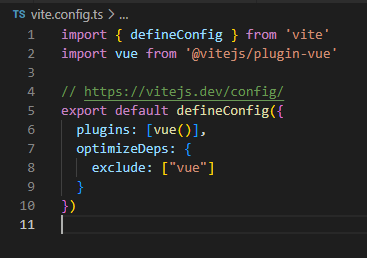 TS vite.config.ts > ...
1 import { defineConfig } from 'vite'
2 import vue from '@vitejs/plugin-vue'
3
4 // https://vitejs.dev/config/
5 export default defineConfig({
6   plugins: [vue()],
7   optimizeDeps: {
8     exclude: ["vue"]
9   }
10 })
11